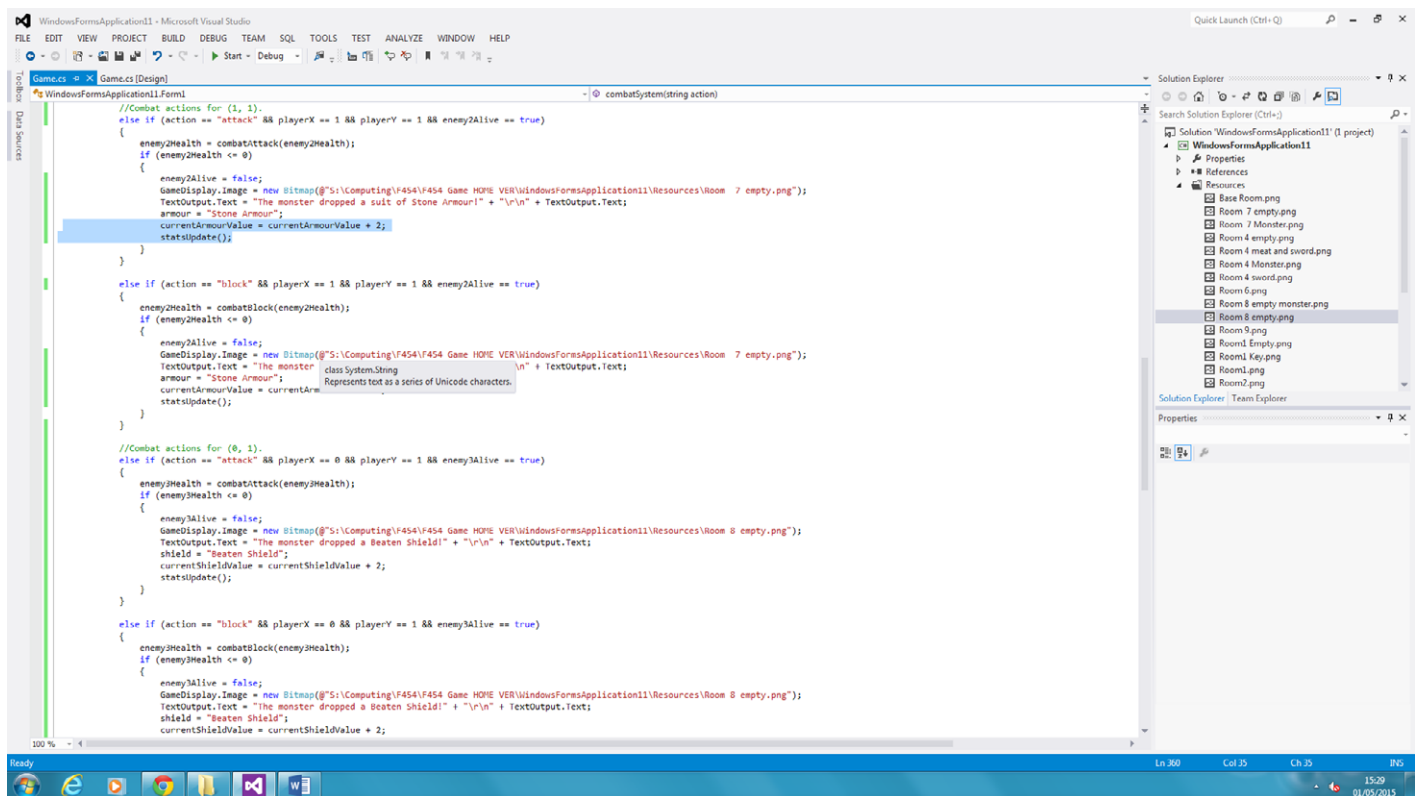 WindowsFormsApplication11 - Microsoft Visual Studio
Quick Launch (Ctrl+Q)
FILE EDIT VIEW PROJECT BUILD DEBUG TEAM SQL TOOLS TEST ANALYZE WINDOW HELP
Start - Debug
Toolbox
Data Sources
Game.cs Game.cs [Design]
WindowsFormsApplication11.Form1
combatSystem(string action)
//Combat actions for (1, 1).
else if (action == "attack" && playerX == 1 && playerY == 1 && enemy2Alive == true)
{
enemy2Health = combatAttack(enemy2Health);
if (enemy2Health <= 0)
{
enemy2Alive = false;
GameDisplay.Image = new Bitmap(@"S:\Computing\F454\F454 Game HOME VER\WindowsFormsApplication11\Resources\Room  7 empty.png");
TextOutput.Text = "The monster dropped a suit of Stone Armour!" + "\r\n" + TextOutput.Text;
armour = "Stone Armour";
currentArmourValue = currentArmourValue + 2;
statsUpdate();
}
}
else if (action == "block" && playerX == 1 && playerY == 1 && enemy2Alive == true)
{
enemy2Health = combatBlock(enemy2Health);
if (enemy2Health <= 0)
{
enemy2Alive = false;
GameDisplay.Image = new Bitmap(@"S:\Computing\F454\F454 Game HOME VER\WindowsFormsApplication11\Resources\Room  7 empty.png");
TextOutput.Text = "The monster \n" + TextOutput.Text;
class System.String
armour = "Stone Armour";
Represents text as a series of Unicode characters.
currentArmourValue = currentArm
statsUpdate();
}
}
//Combat actions for (0, 1).
else if (action == "attack" && playerX == 0 && playerY == 1 && enemy3Alive == true)
{
enemy3Health = combatAttack(enemy3Health);
if (enemy3Health <= 0)
{
enemy3Alive = false;
GameDisplay.Image = new Bitmap(@"S:\Computing\F454\F454 Game HOME VER\WindowsFormsApplication11\Resources\Room 8 empty.png");
TextOutput.Text = "The monster dropped a Beaten Shield!" + "\r\n" + TextOutput.Text;
shield = "Beaten Shield";
currentShieldValue = currentShieldValue + 2;
statsUpdate();
}
}
else if (action == "block" && playerX == 0 && playerY == 1 && enemy3Alive == true)
{
enemy3Health = combatBlock(enemy3Health);
if (enemy3Health <= 0)
{
enemy3Alive = false;
GameDisplay.Image = new Bitmap(@"S:\Computing\F454\F454 Game HOME VER\WindowsFormsApplication11\Resources\Room 8 empty.png");
TextOutput.Text = "The monster dropped a Beaten Shield!" + "\r\n" + TextOutput.Text;
shield = "Beaten Shield";
currentShieldValue = currentShieldValue + 2;
100 %
Solution Explorer
Search Solution Explorer (Ctrl+;)
Solution 'WindowsFormsApplication11' (1 project)
WindowsFormsApplication11
Properties
References
Resources
Base Room.png
Room  7 empty.png
Room  7 Monster.png
Room 4 empty.png
Room 4 meat and sword.png
Room 4 Monster.png
Room 4 sword.png
Room 6.png
Room 8 empty monster.png
Room 8 empty.png
Room 9.png
Room1 Empty.png
Room1 Key.png
Room1.png
Room2.png
Solution Explorer Team Explorer
Properties
Ready
Ln 360 Col 35 Ch 35 INS
15:29
01/05/2015